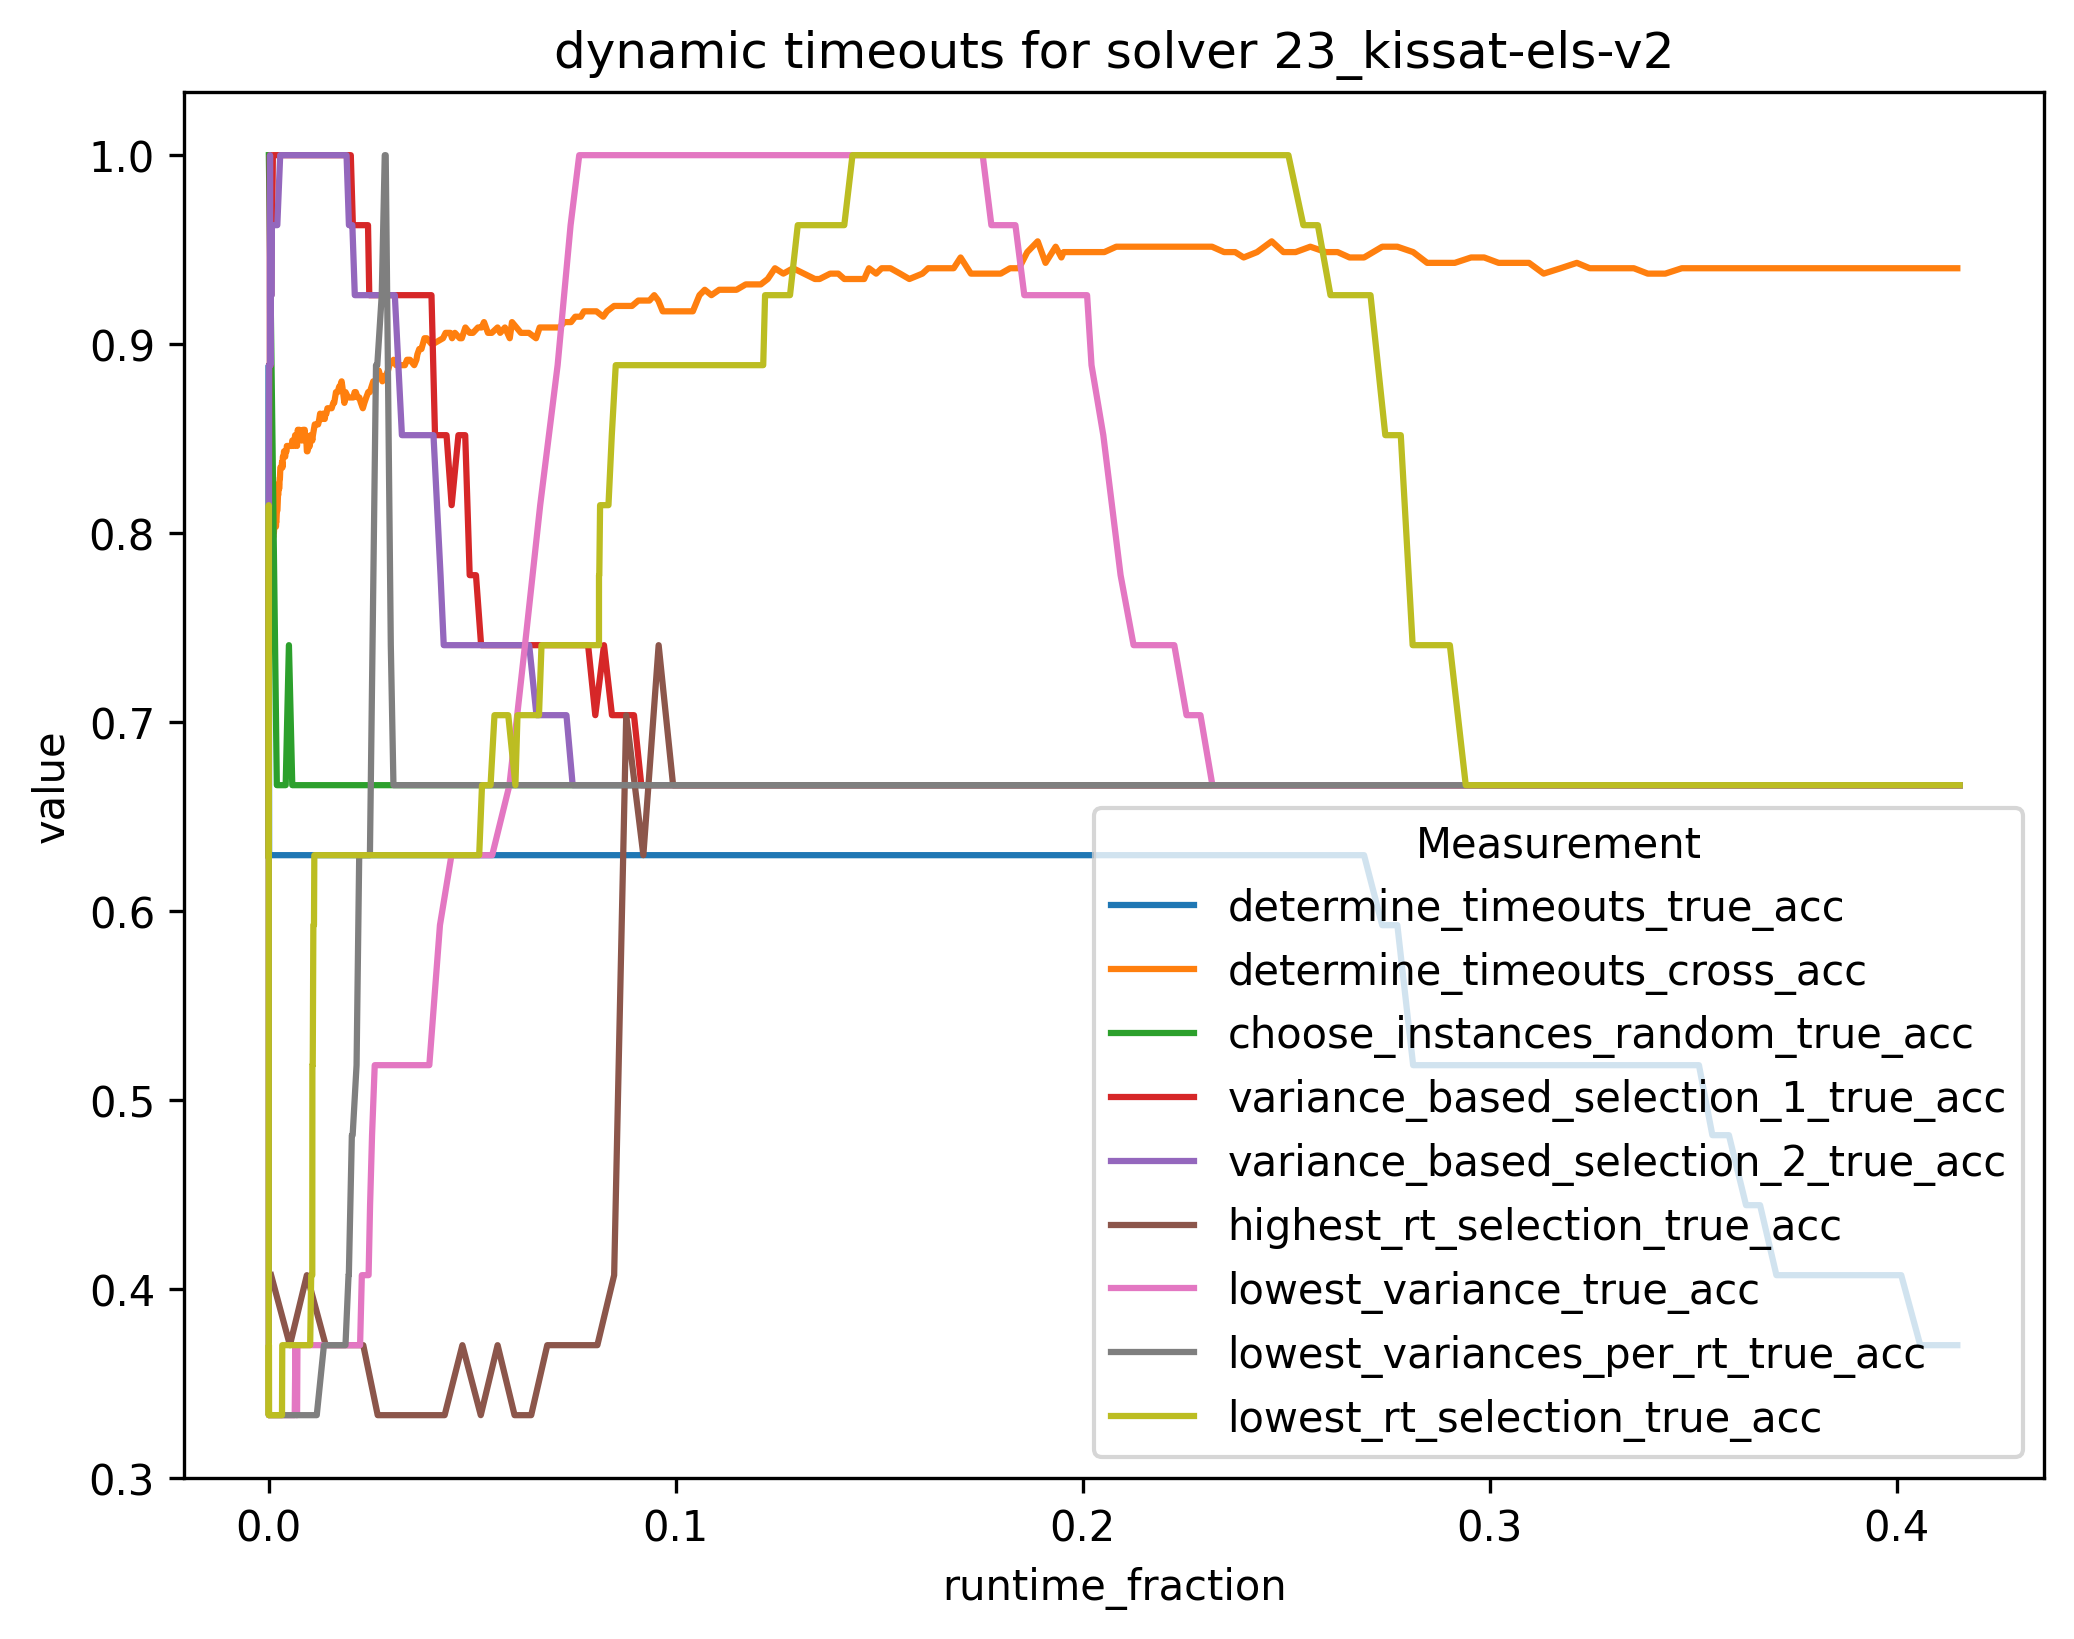 dynamic timeouts for solver 23_kissat-els-v2
value
1.0
0.9
0.8
0.7
0.6
0.5
0.4
0.3
0.0
0.1
0.2
0.3
0.4
runtime_fraction
Measurement
determine_timeouts_true_acc
determine_timeouts_cross_acc
choose_instances_random_true_acc
variance_based_selection_1_true_acc
variance_based_selection_2_true_acc
highest_rt_selection_true_acc
lowest_variance_true_acc
lowest_variances_per_rt_true_acc
lowest_rt_selection_true_acc